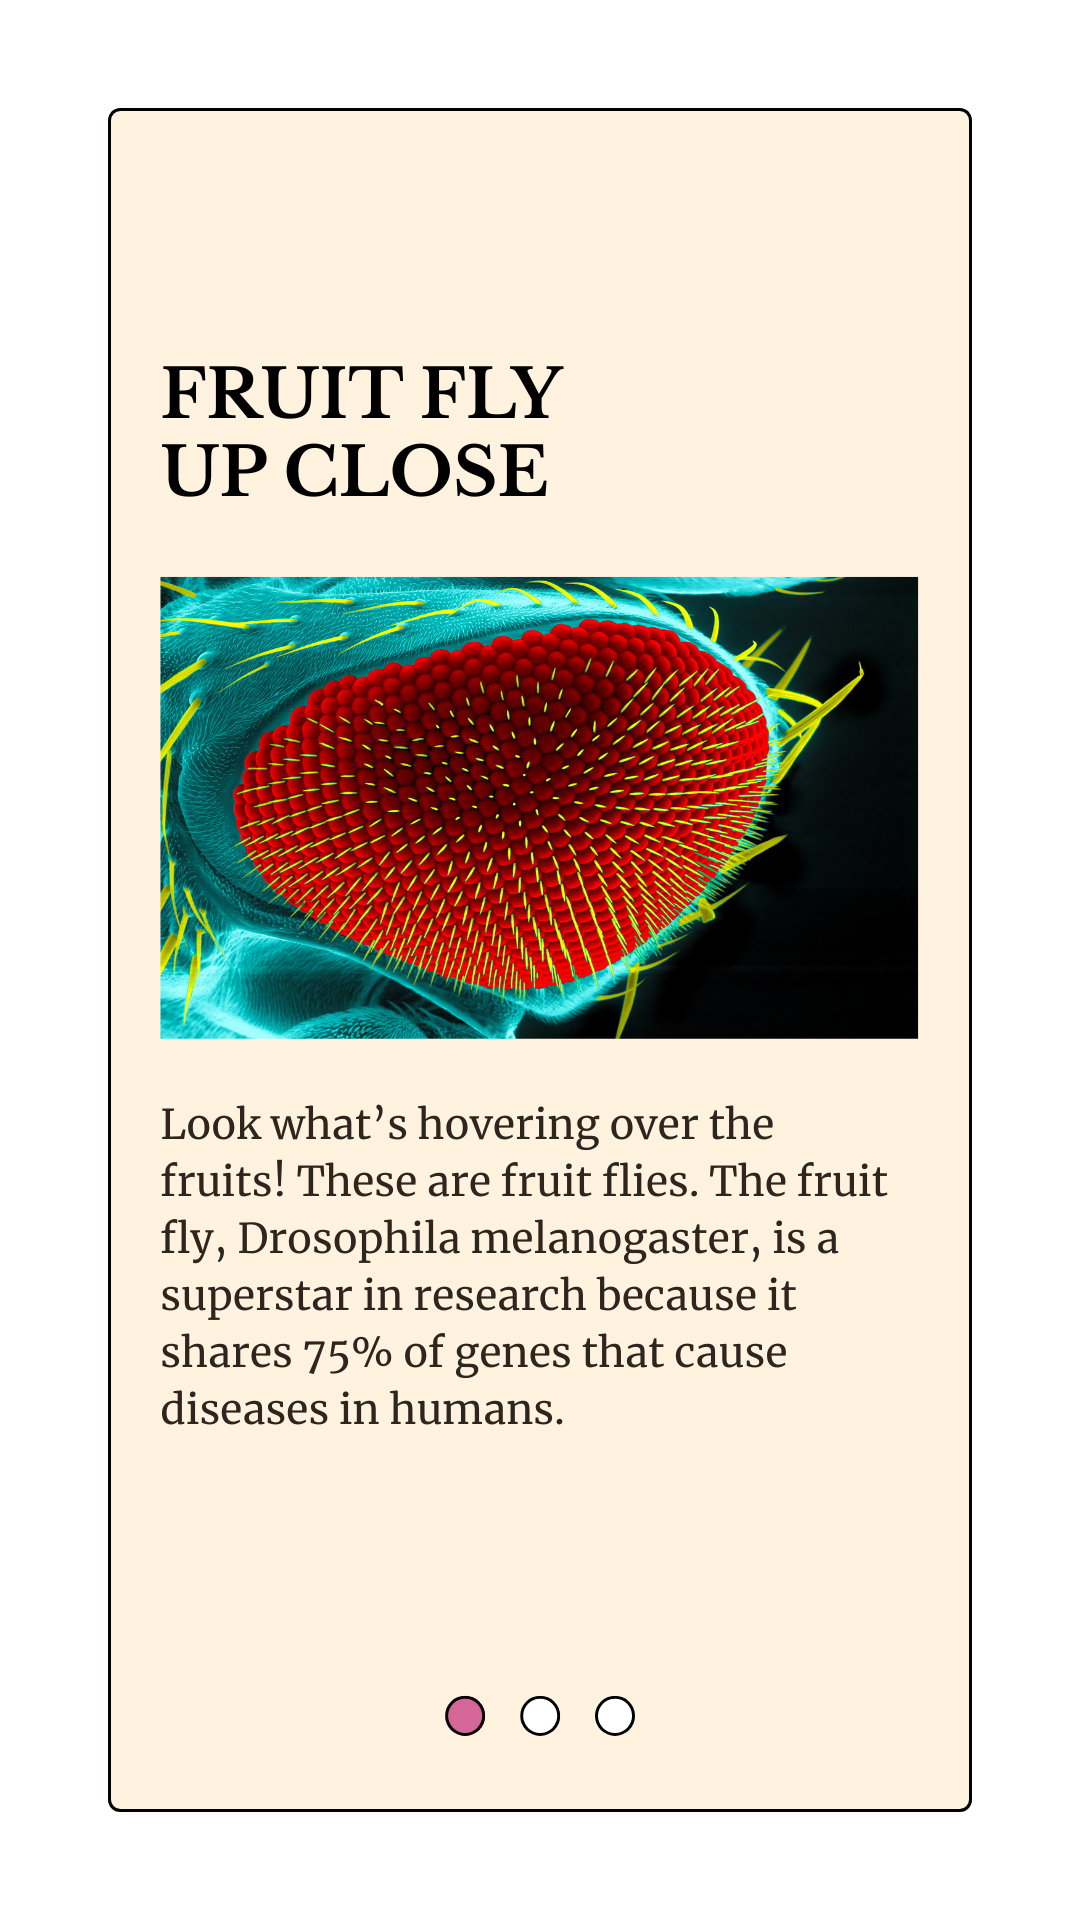 FRUIT FLY
UP CLOSE
Look what’s hovering over the
fruits! These are fruit flies. The fruit
fly, Drosophila melanogaster, is a
superstar in research because it
shares 75% of genes that cause
diseases in humans.